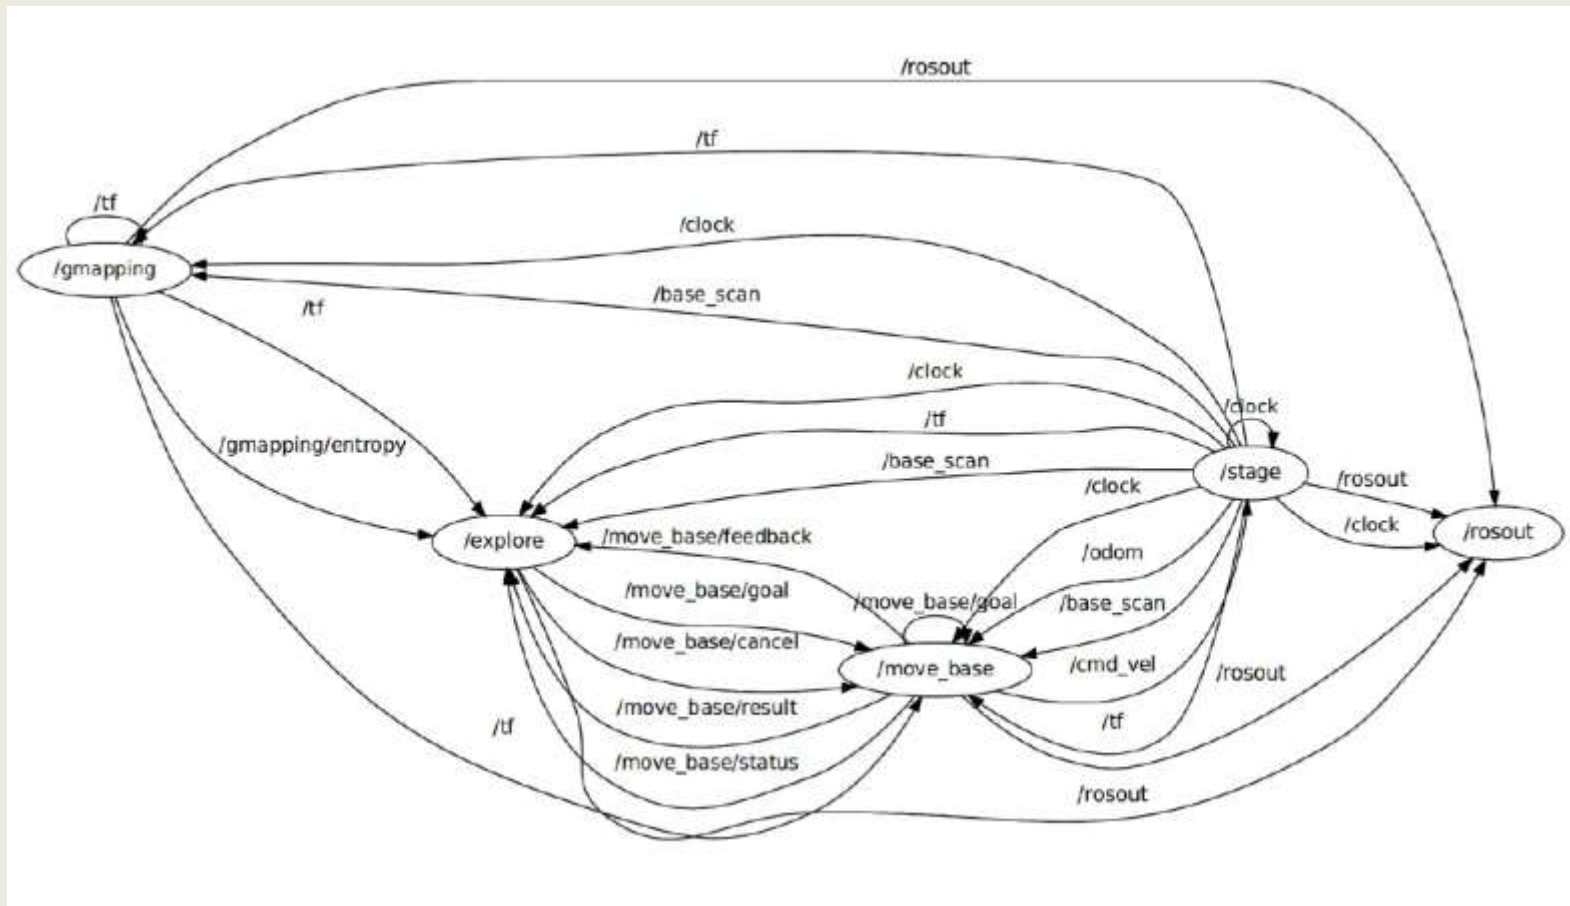 /rosout
/tf
/tf
/clock
/gmapping
/base_scan
/tf
/clock
/clock
/tf
/gmapping/entropy
/base_scan
/stage
/rosout
/clock
/clock
/rosout
/explore
/move_base/feedback
/odom
/move_base/goal
/move_base/goal
/base_scan
/move_base/cancel
/move_base
/cmd_vel
/rosout
/move_base/result
/tf
/tf
/move_base/status
/rosout